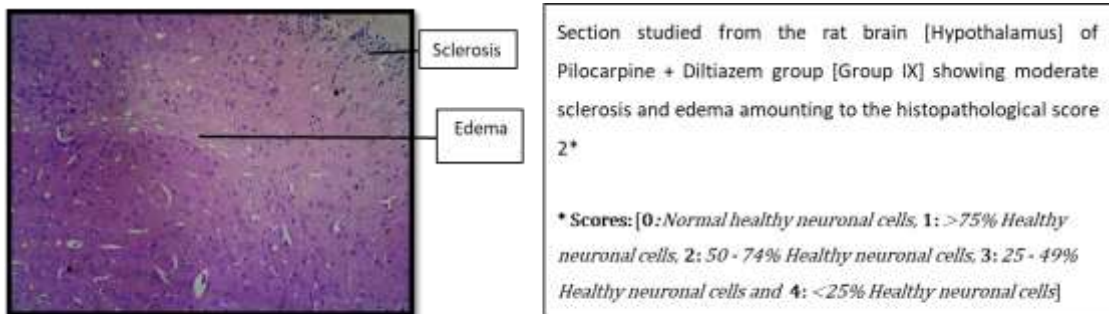 Sclerosis
Edema
Section studied from the rat brain [Hypothalamus] of
Pilocarpine + Diltiazem group [Group IX] showing moderate
sclerosis and edema amounting to the histopathological score
2*
* Scores: [0:Normal healthy neuronal cells, 1: >75% Healthy
neuronal cells, 2: 50 - 74% Healthy neuronal cells, 3: 25 - 49%
Healthy neuronal cells and 4: <25% Healthy neuronal cells]